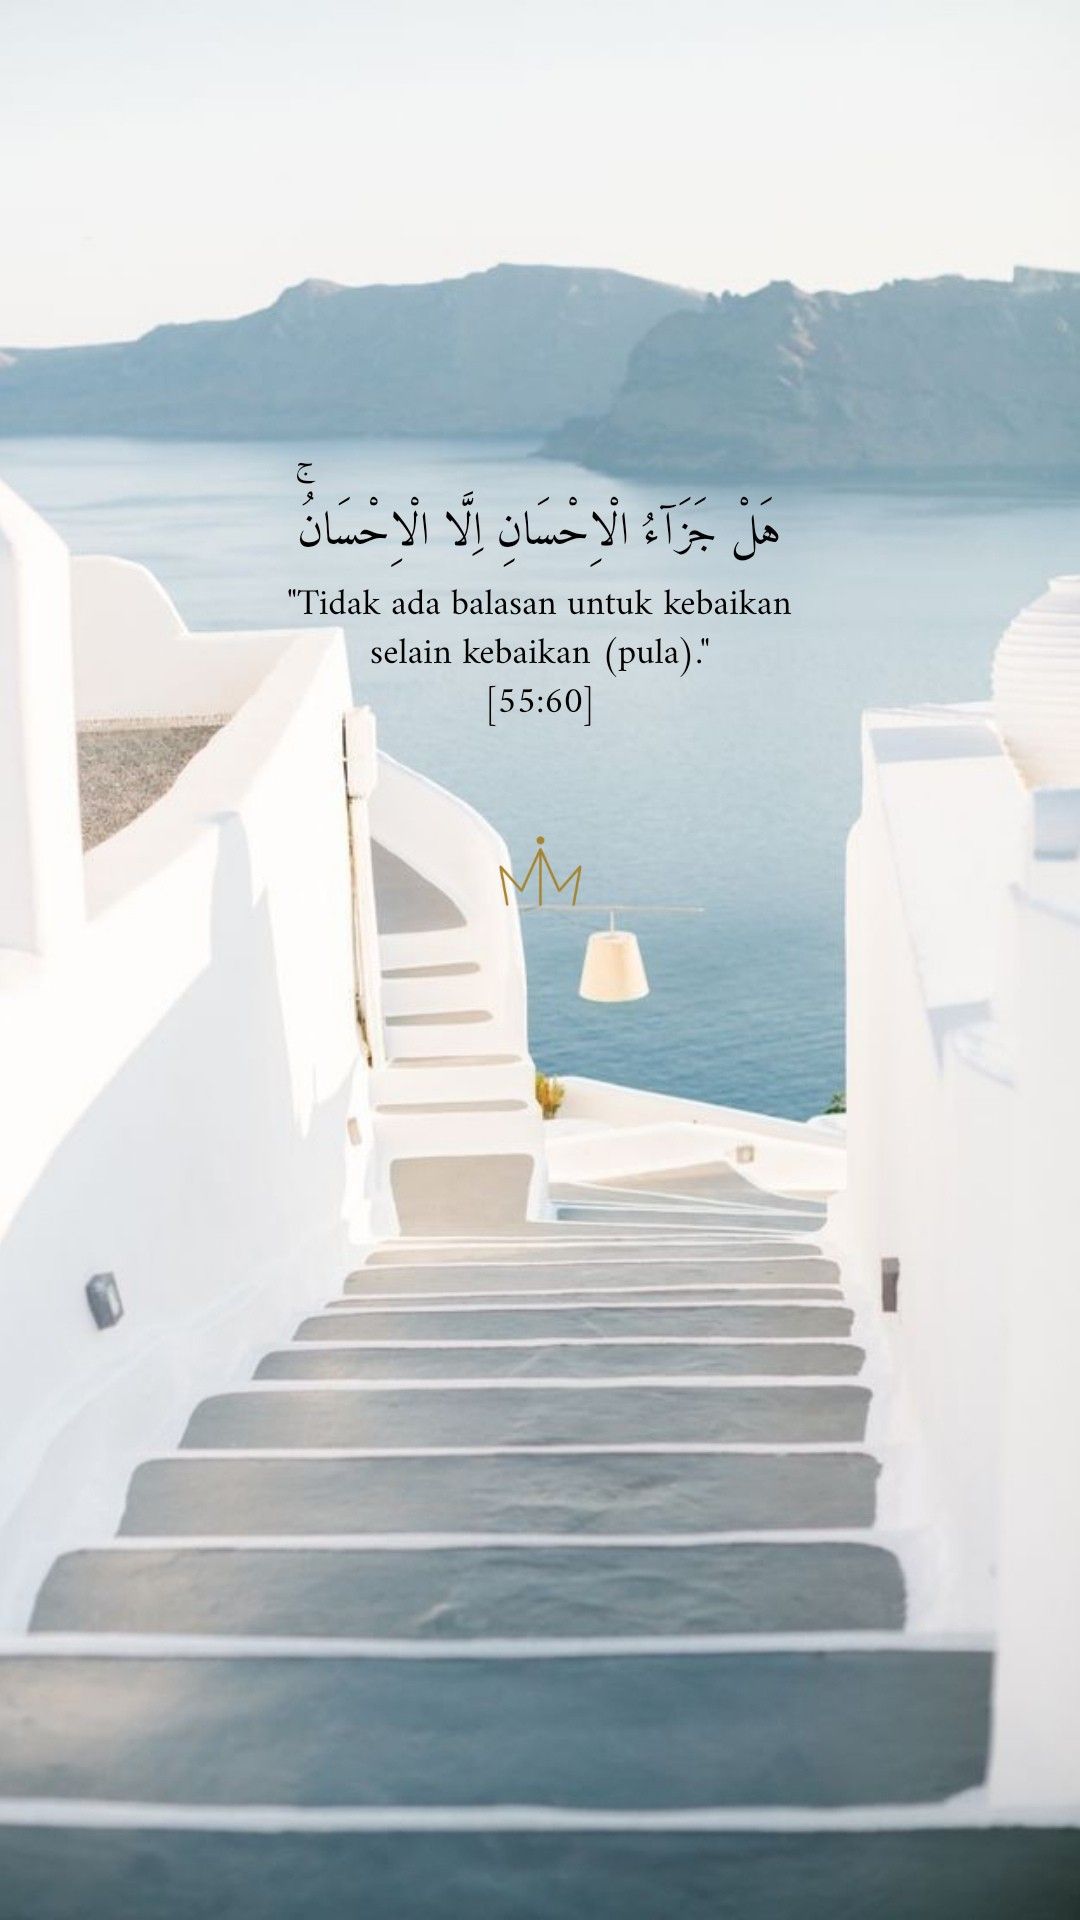 هَلْ جَزَآءُ الْاِحْسَانِ اِلَّا الْاِحْسَانُۚ
"Tidak ada balasan untuk kebaikan
selain kebaikan (pula)."
[55:60]